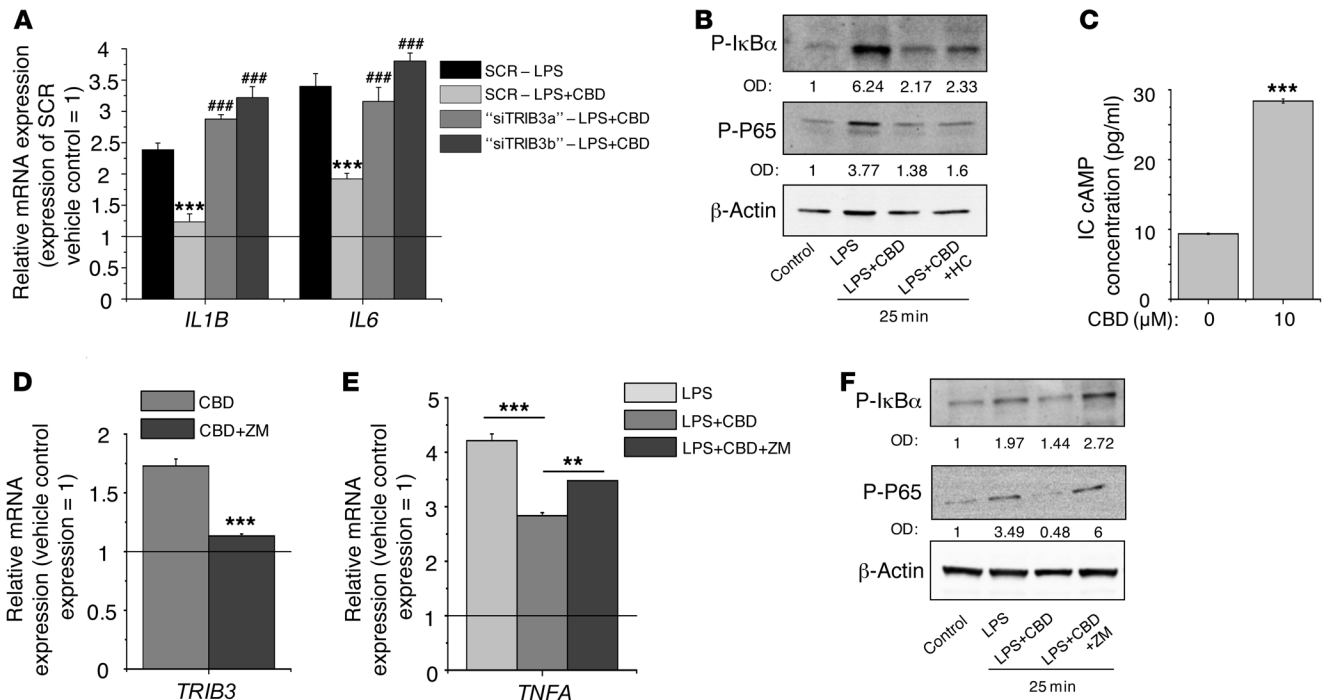 A
Relative mRNA expression
(expression of SCR
vehicle control = 1)
4
3.5
3
2.5
2
1.5
1
0.5
0
***
###
###
***
###
###
IL1B
IL6
SCR – LPS
SCR – LPS+CBD
"siTRIB3a" – LPS+CBD
"siTRIB3b" – LPS+CBD
B
P-IκBα
OD: 1 6.24 2.17 2.33
P-P65
OD: 1 3.77 1.38 1.6
β-Actin
Control
LPS
LPS+CBD
LPS+CBD
+HC
25 min
C
IC cAMP
concentration (pg/ml)
30
20
10
0
***
CBD (µM): 0 10
D
CBD
CBD+ZM
Relative mRNA
expression (vehicle control
expression = 1)
2
1.5
1
0.5
0
***
TRIB3
E
LPS
LPS+CBD
LPS+CBD+ZM
Relative mRNA
expression (vehicle control
expression = 1)
5
4
3
2
1
0
***
**
TNFA
F
P-IκBα
OD: 1 1.97 1.44 2.72
P-P65
OD: 1 3.49 0.48 6
β-Actin
Control
LPS
LPS+CBD
LPS+CBD
+ZM
25 min